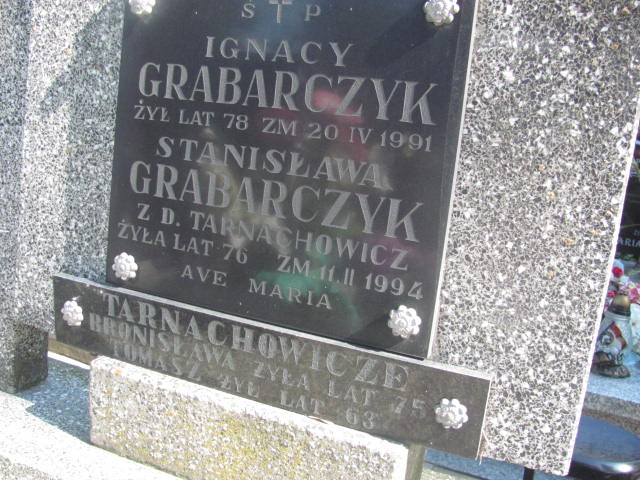 Ś P
IGNACY
GRABARCZYK
ŻYŁ LAT 78 ZM 20 IV 1991
STANISŁAWA
GRABARCZYK
Z D. TARNACHOWICZ
ŻYŁA LAT 76 ZM. 11. II 1994
AVE MARIA
TARNACHOWICZE
BRONISŁAWA ŻYŁA LAT 75
TOMASZ ŻYŁ LAT 63